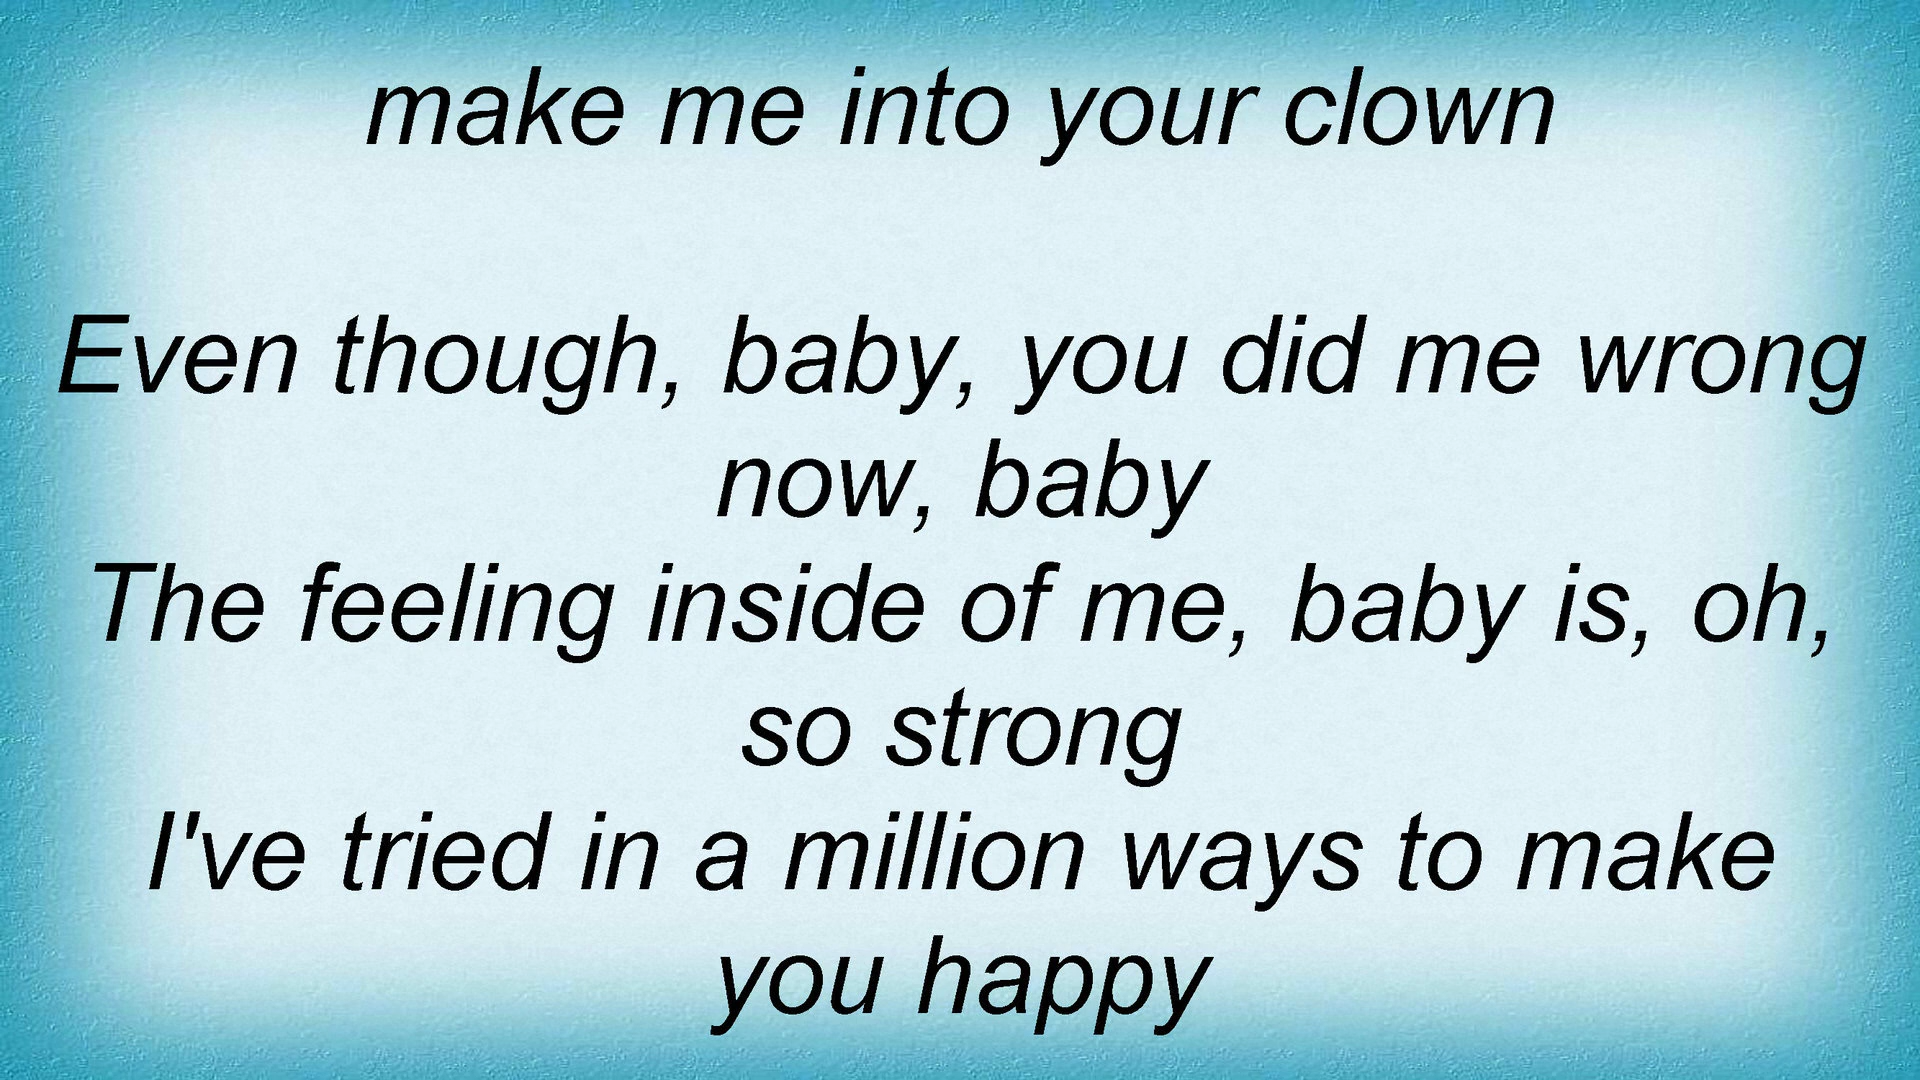 make me into your clown
Even though, baby, you did me wrong
now, baby
The feeling inside of me, baby is, oh,
so strong
I've tried in a million ways to make
you happy